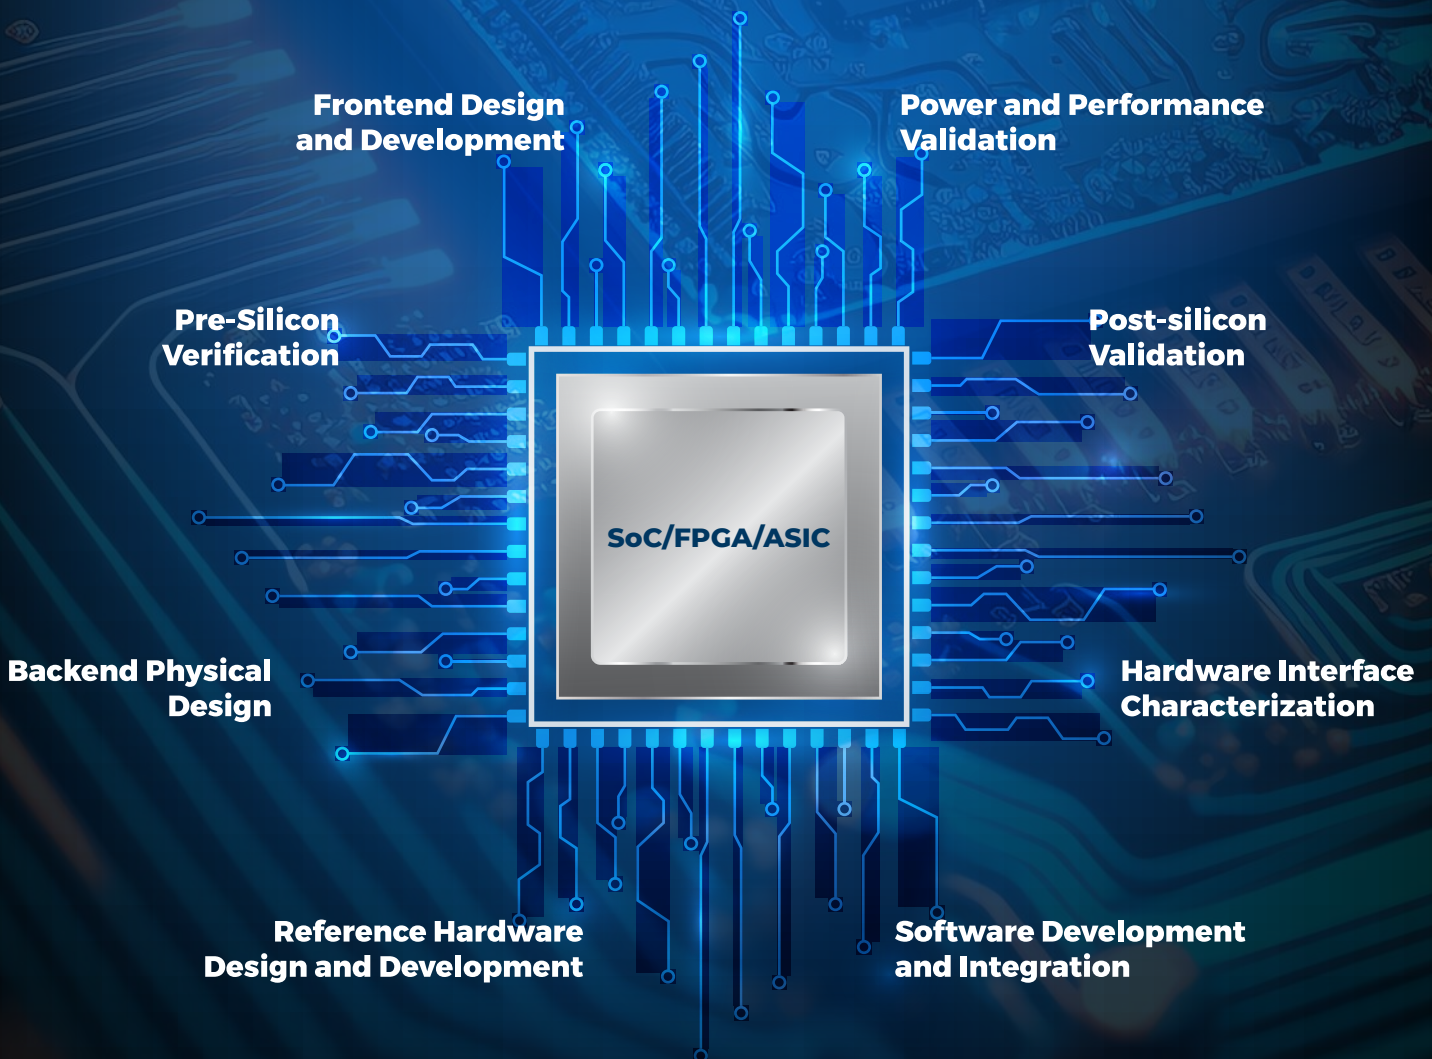 Frontend Design
and Development
Power and Performance
Validation
Pre-Silicon
Verification
Post-silicon
Validation
SoC/FPGA/ASIC
Backend Physical
Design
Hardware Interface
Characterization
Reference Hardware
Design and Development
Software Development
and Integration